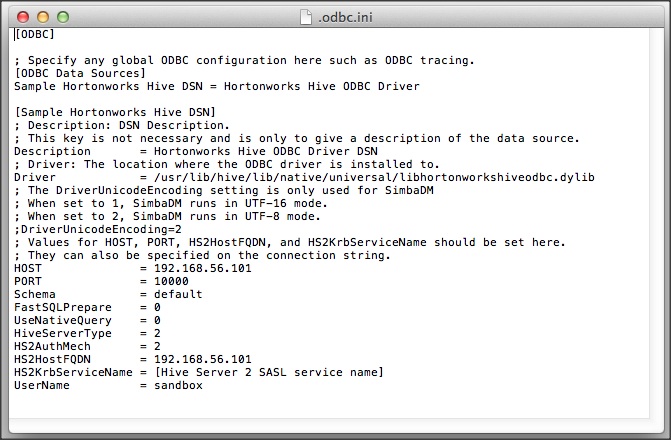 .odbc.ini
[ODBC]
; Specify any global ODBC configuration here such as ODBC tracing.
[ODBC Data Sources]
Sample Hortonworks Hive DSN = Hortonworks Hive ODBC Driver
[Sample Hortonworks Hive DSN]
; Description: DSN Description.
; This key is not necessary and is only to give a description of the data source.
Description     = Hortonworks Hive ODBC Driver DSN
; Driver: The location where the ODBC driver is installed to.
Driver          = /usr/lib/hive/lib/native/universal/libhortonworkshiveodbc.dylib
; The DriverUnicodeEncoding setting is only used for SimbaDM
; When set to 1, SimbaDM runs in UTF-16 mode.
; When set to 2, SimbaDM runs in UTF-8 mode.
;DriverUnicodeEncoding=2
; Values for HOST, PORT, HS2HostFQDN, and HS2KrbServiceName should be set here.
; They can also be specified on the connection string.
HOST            = 192.168.56.101
PORT            = 10000
Schema          = default
FastSQLPrepare  = 0
UseNativeQuery  = 0
HiveServerType  = 2
HS2AuthMech     = 2
HS2HostFQDN     = 192.168.56.101
HS2KrbServiceName = [Hive Server 2 SASL service name]
UserName        = sandbox